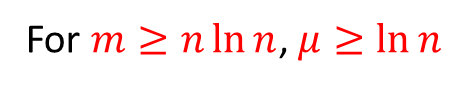 For m ≥ n ln n, μ ≥ ln n